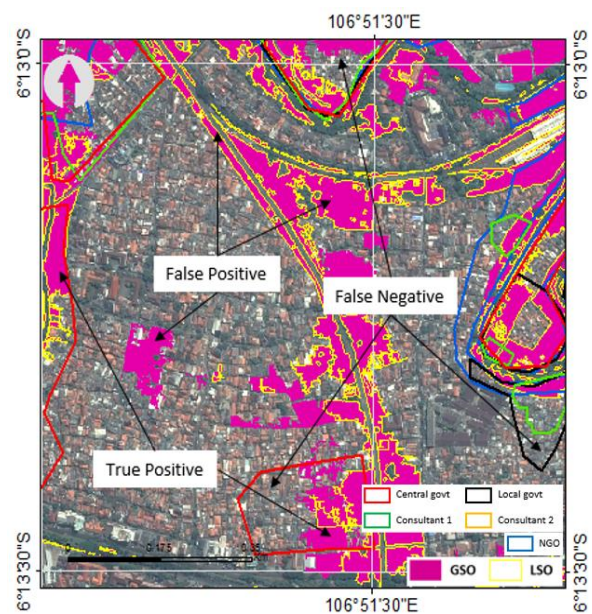 106°51'30"E
6°13'0"S
6°13'0"S
False Positive
False Negative
True Positive
Central govt
Local govt
Consultant 1
Consultant 2
NGO
GSO
LSO
6°13'30"S
6°13'30"S
106°51'30"E